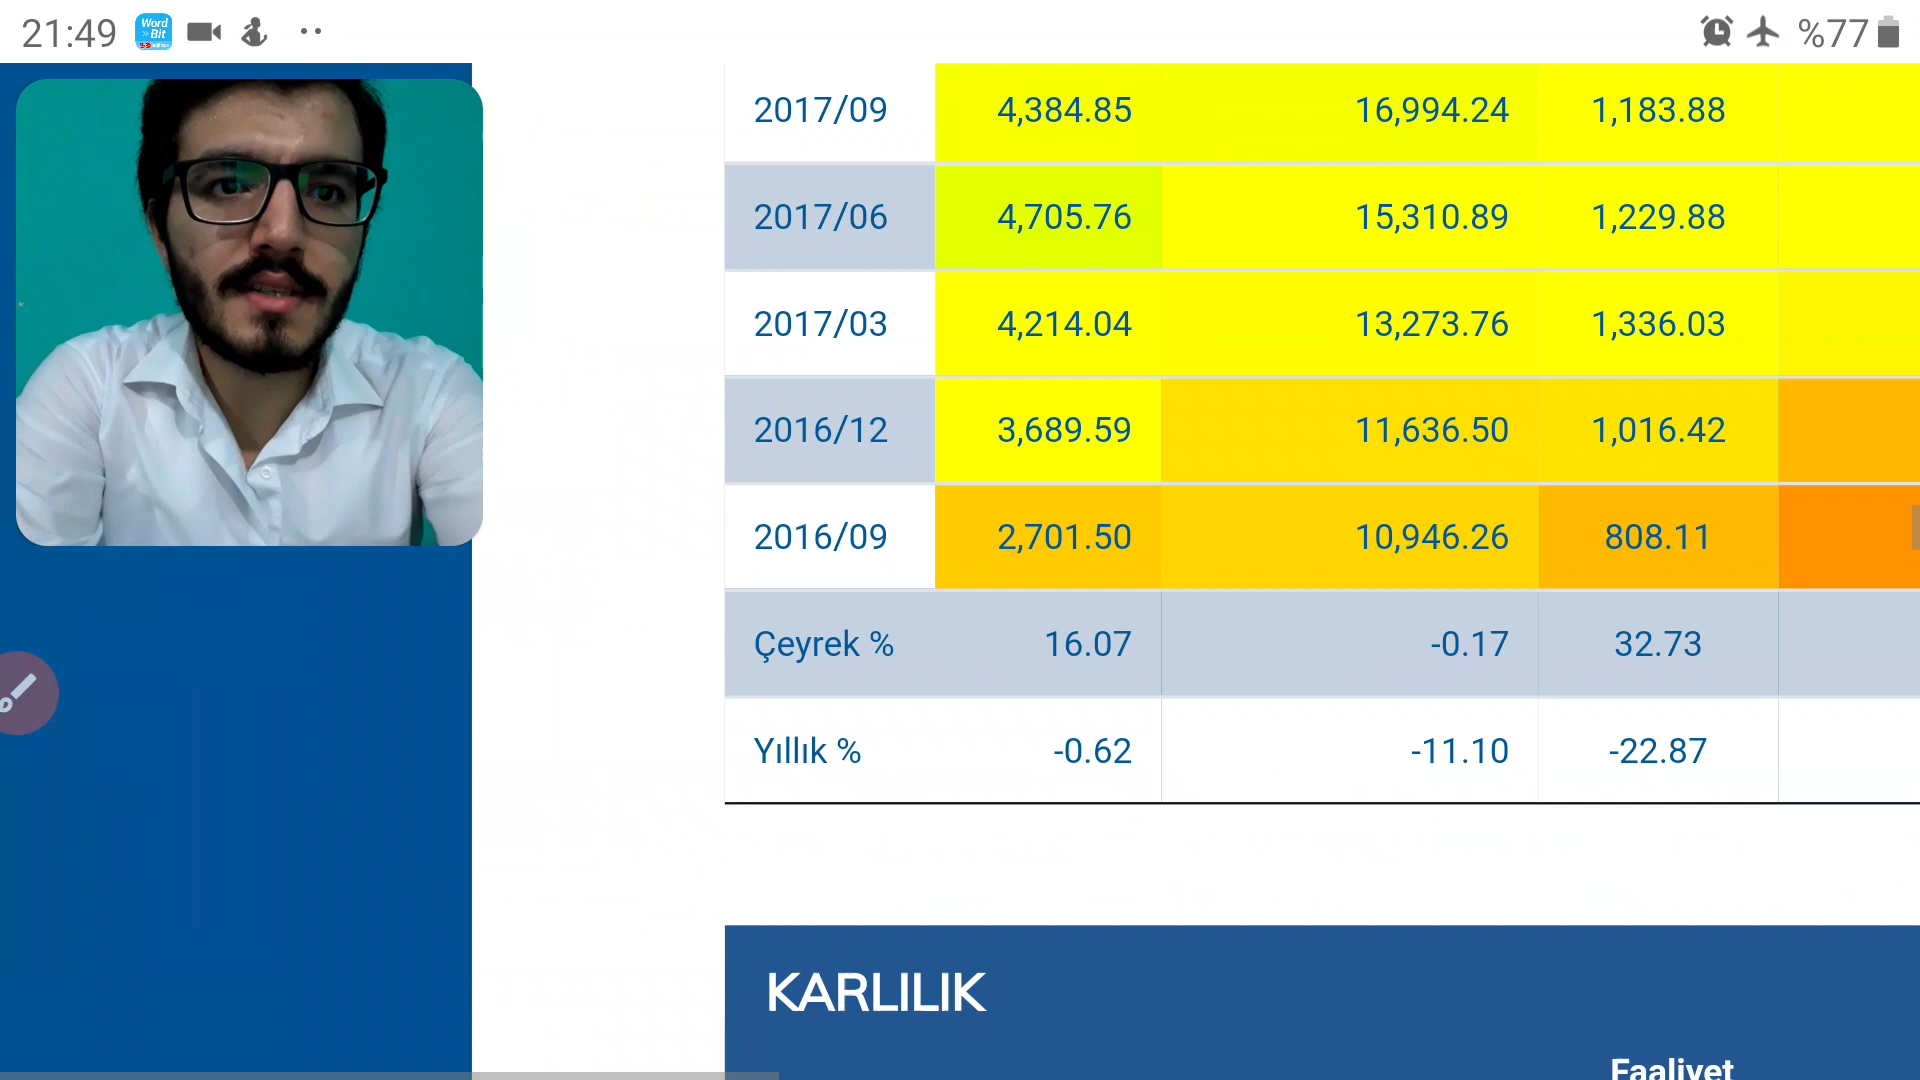 21:49 Word Bit %77
2017/09 4,384.85 16,994.24 1,183.88
2017/06 4,705.76 15,310.89 1,229.88
2017/03 4,214.04 13,273.76 1,336.03
2016/12 3,689.59 11,636.50 1,016.42
2016/09 2,701.50 10,946.26 808.11
Çeyrek % 16.07 -0.17 32.73
Yıllık % -0.62 -11.10 -22.87
KARLILIK
Faaliyet